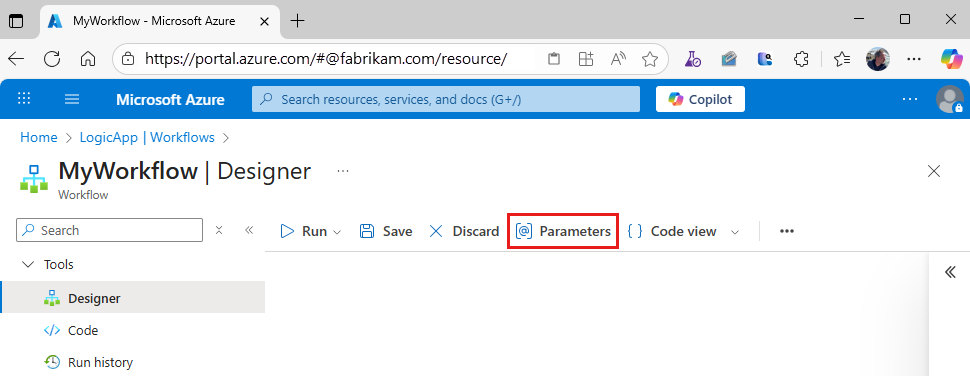 MyWorkflow - Microsoft Azure
https://portal.azure.com/#@fabrikam.com/resource/
Microsoft Azure
Search resources, services, and docs (G+/)
Copilot
Home > LogicApp | Workflows >
MyWorkflow | Designer
Workflow
Search
Run
Save
Discard
[@] Parameters
{ } Code view
Tools
Designer
</> Code
Run history